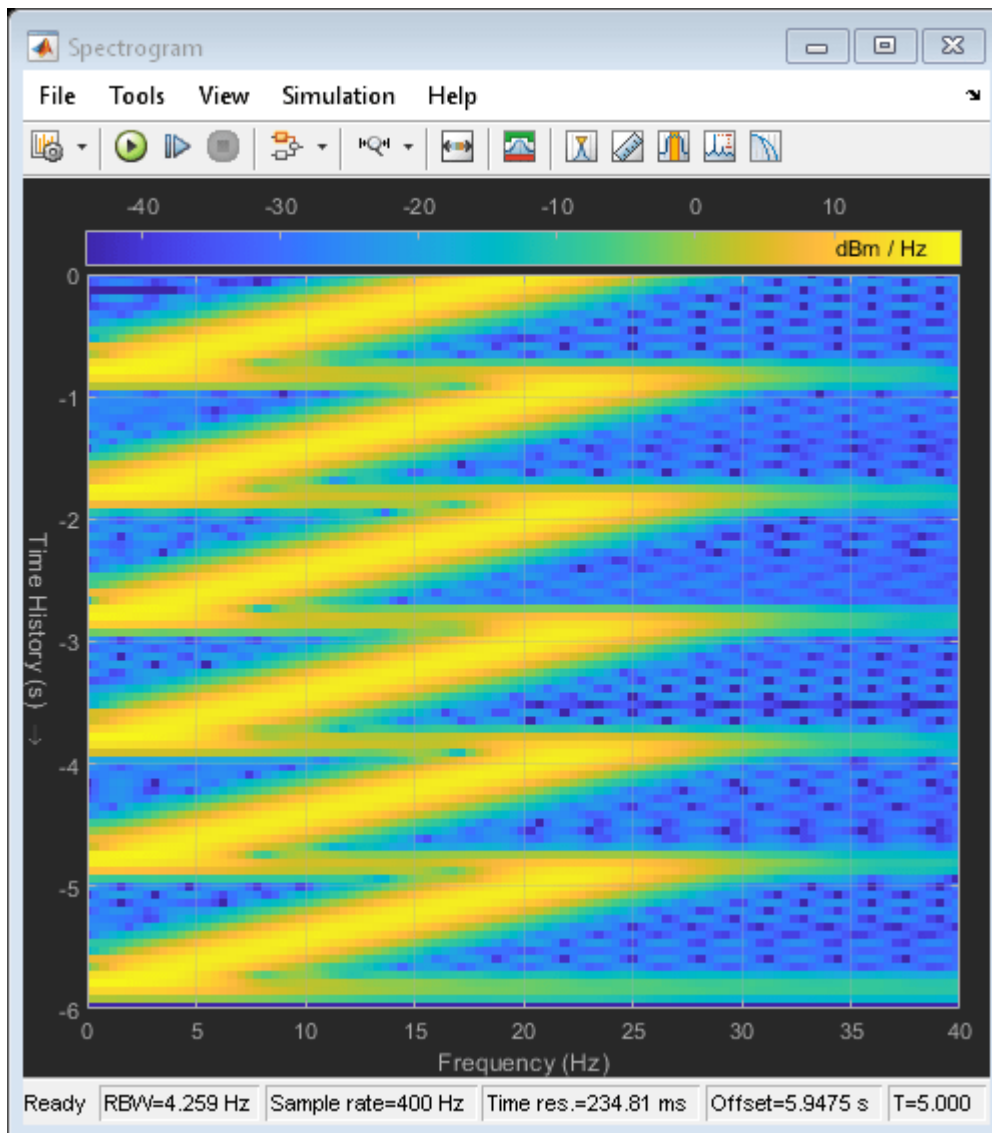 Spectrogram
File Tools View Simulation Help
-40 -30 -20 -10 0 10
dBm / Hz
0
-1
-2
-3
-4
-5
-6
Time History (s) →
0 5 10 15 20 25 30 35 40
Frequency (Hz)
Ready RBW=4.259 Hz Sample rate=400 Hz Time res.=234.81 ms Offset=5.9475 s T=5.000